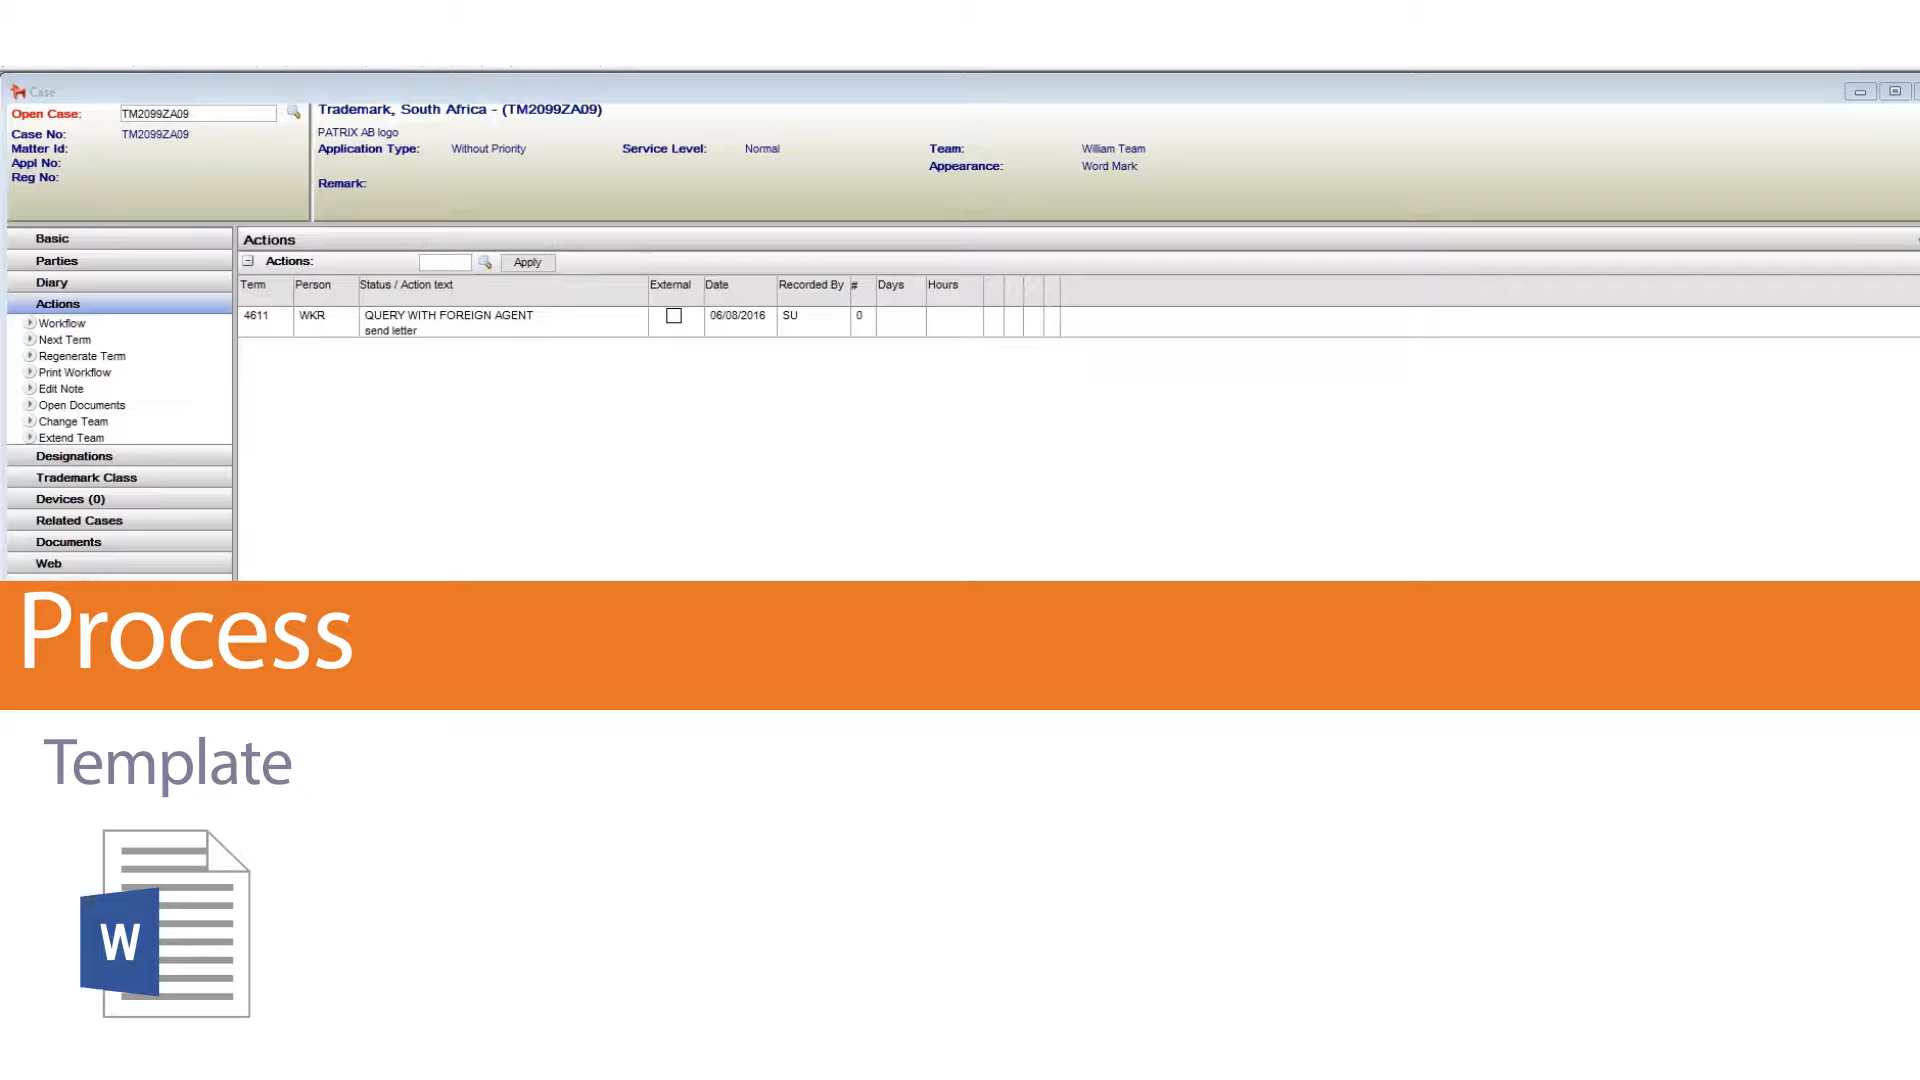 Case
Open Case: TM2099ZA09
Case No: TM2099ZA09
Matter Id:
Appl No:
Reg No:
Trademark, South Africa - (TM2099ZA09)
PATRIX AB logo
Application Type: Without Priority Service Level: Normal Team: William Team
Appearance: Word Mark
Remark:
Basic
Parties
Diary
Actions
Workflow
Next Term
Regenerate Term
Print Workflow
Edit Note
Open Documents
Change Team
Extend Team
Designations
Trademark Class
Devices (0)
Related Cases
Documents
Web
Actions
Actions: Apply
Term Person Status / Action text External Date Recorded By # Days Hours
4611 WKR QUERY WITH FOREIGN AGENT 06/08/2016 SU 0
send letter
Process
Template
W